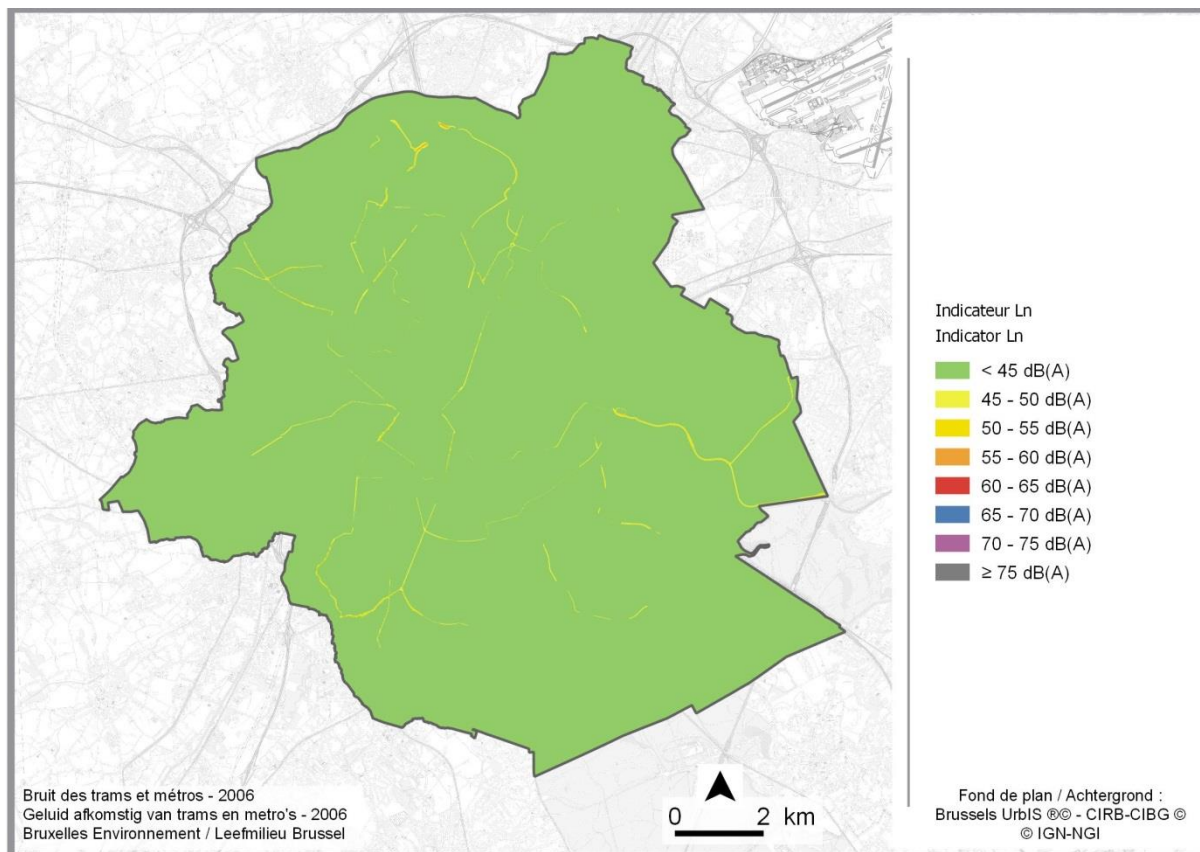 Indicateur Ln
Indicator Ln
< 45 dB(A)
45 - 50 dB(A)
50 - 55 dB(A)
55 - 60 dB(A)
60 - 65 dB(A)
65 - 70 dB(A)
70 - 75 dB(A)
≥ 75 dB(A)
Bruit des trams et métros - 2006
Geluid afkomstig van trams en metro's - 2006
Bruxelles Environnement / Leefmilieu Brussel
0 2 km
Fond de plan / Achtergrond :
Brussels UrbIS ®© - CIRB-CIBG ©
© IGN-NGI